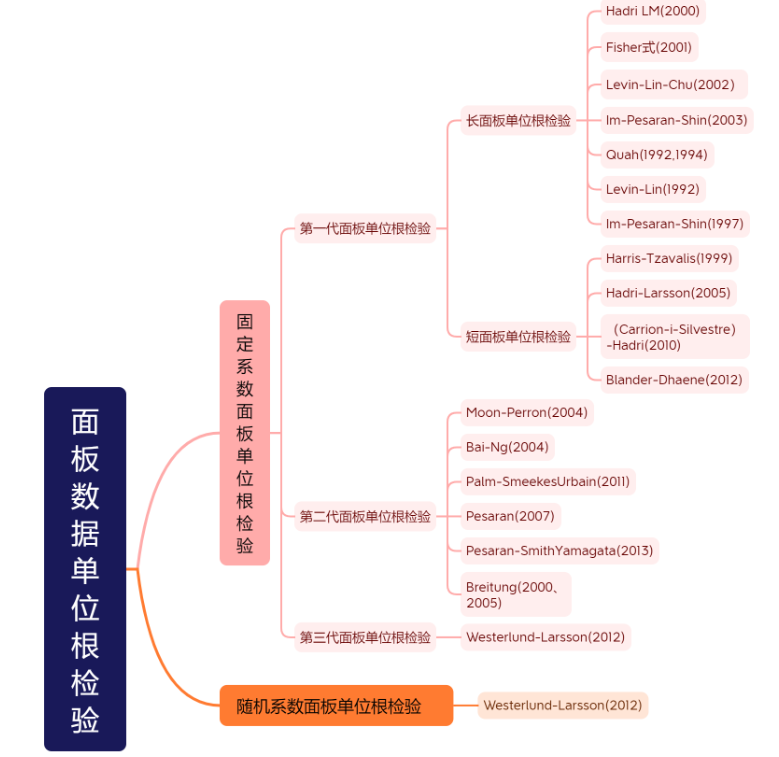 面板数据单位根检验
固定系数面板单位根检验
第一代面板单位根检验
长面板单位根检验
Hadri LM(2000)
Fisher式(2001)
Levin-Lin-Chu(2002)
Im-Pesaran-Shin(2003)
Quah(1992,1994)
Levin-Lin(1992)
Im-Pesaran-Shin(1997)
短面板单位根检验
Harris-Tzavalis(1999)
Hadri-Larsson(2005)
（Carrion-i-Silvestre）
-Hadri(2010)
Blander-Dhaene(2012)
第二代面板单位根检验
Moon-Perron(2004)
Bai-Ng(2004)
Palm-SmeekesUrbain(2011)
Pesaran(2007)
Pesaran-SmithYamagata(2013)
Breitung(2000、
2005)
第三代面板单位根检验
Westerlund-Larsson(2012)
随机系数面板单位根检验
Westerlund-Larsson(2012)